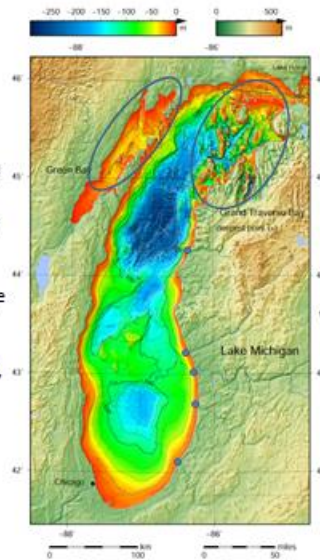 -250 -200 -150 -100 -50 0 m
0 500 m
-88 -86
Lake Huron
46
Green Bay
45
Grand Traverse Bay
44
Lake Michigan
43
42
Chicago
-88 -86
0 100 km
0 50 miles